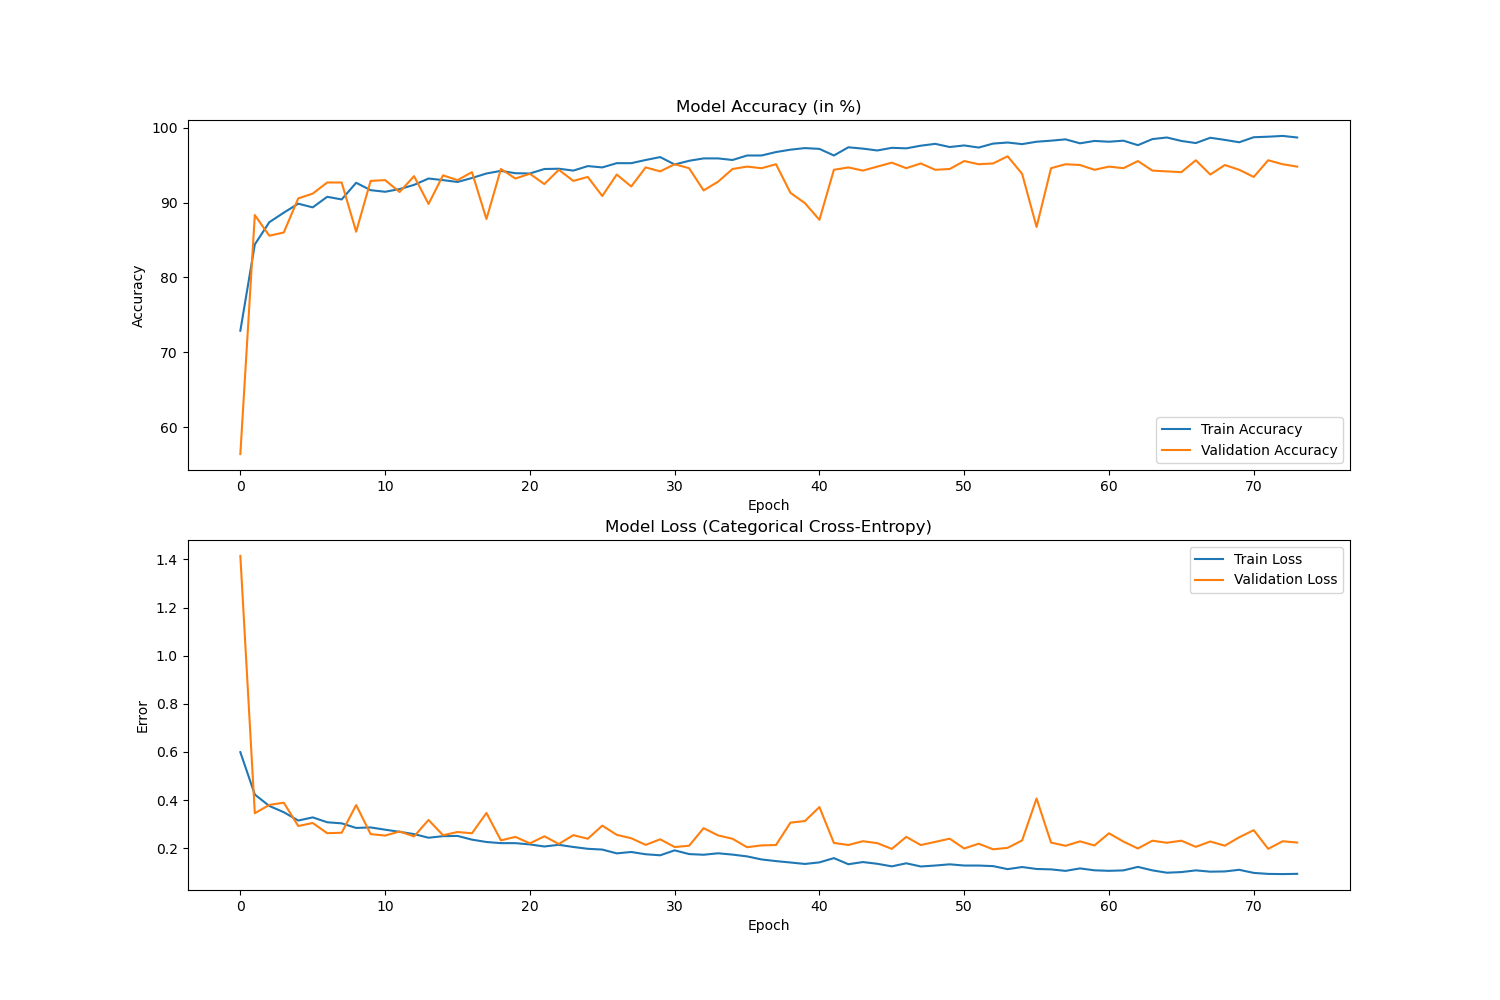 Model Accuracy (in %)
100
90
80
70
60
Accuracy
Train Accuracy
Validation Accuracy
0 10 20 30 40 50 60 70
Epoch
Model Loss (Categorical Cross-Entropy)
1.4
1.2
1.0
0.8
0.6
0.4
0.2
Error
Train Loss
Validation Loss
0 10 20 30 40 50 60 70
Epoch